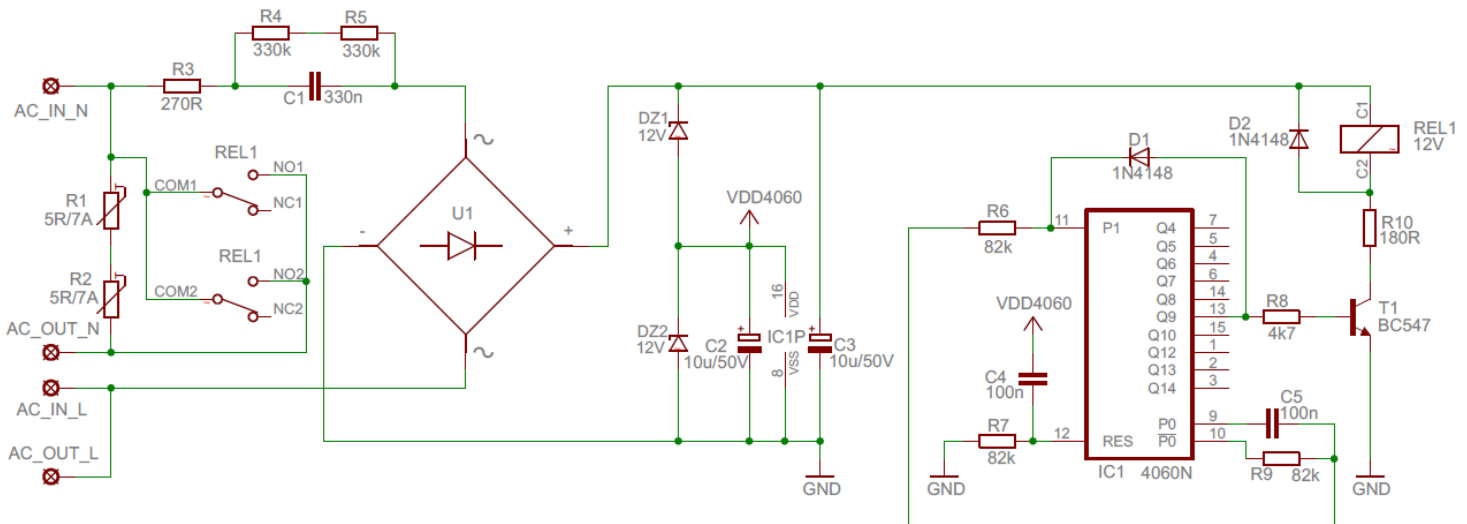 R4
330k
R5
330k
R3
270R
C1
330n
AC_IN_N
REL1
COM1
NO1
NC1
R1
5R/7A
REL1
COM2
NO2
NC2
R2
5R/7A
AC_OUT_N
AC_IN_L
AC_OUT_L
U1
-
+
DZ1
12V
VDD4060
DZ2
12V
C2
10u/50V
16
VDD
IC1P
8
VSS
C3
10u/50V
GND
D1
1N4148
D2
1N4148
C1
C2
REL1
12V
R6
82k
11
P1
VDD4060
C4
100n
R7
82k
12
RES
GND
IC1
4060N
Q4
7
Q5
5
Q6
4
Q7
6
Q8
14
Q9
13
Q10
15
Q12
1
Q13
2
Q14
3
P0
9
P0
10
R8
4k7
R10
180R
T1
BC547
C5
100n
R9
82k
GND